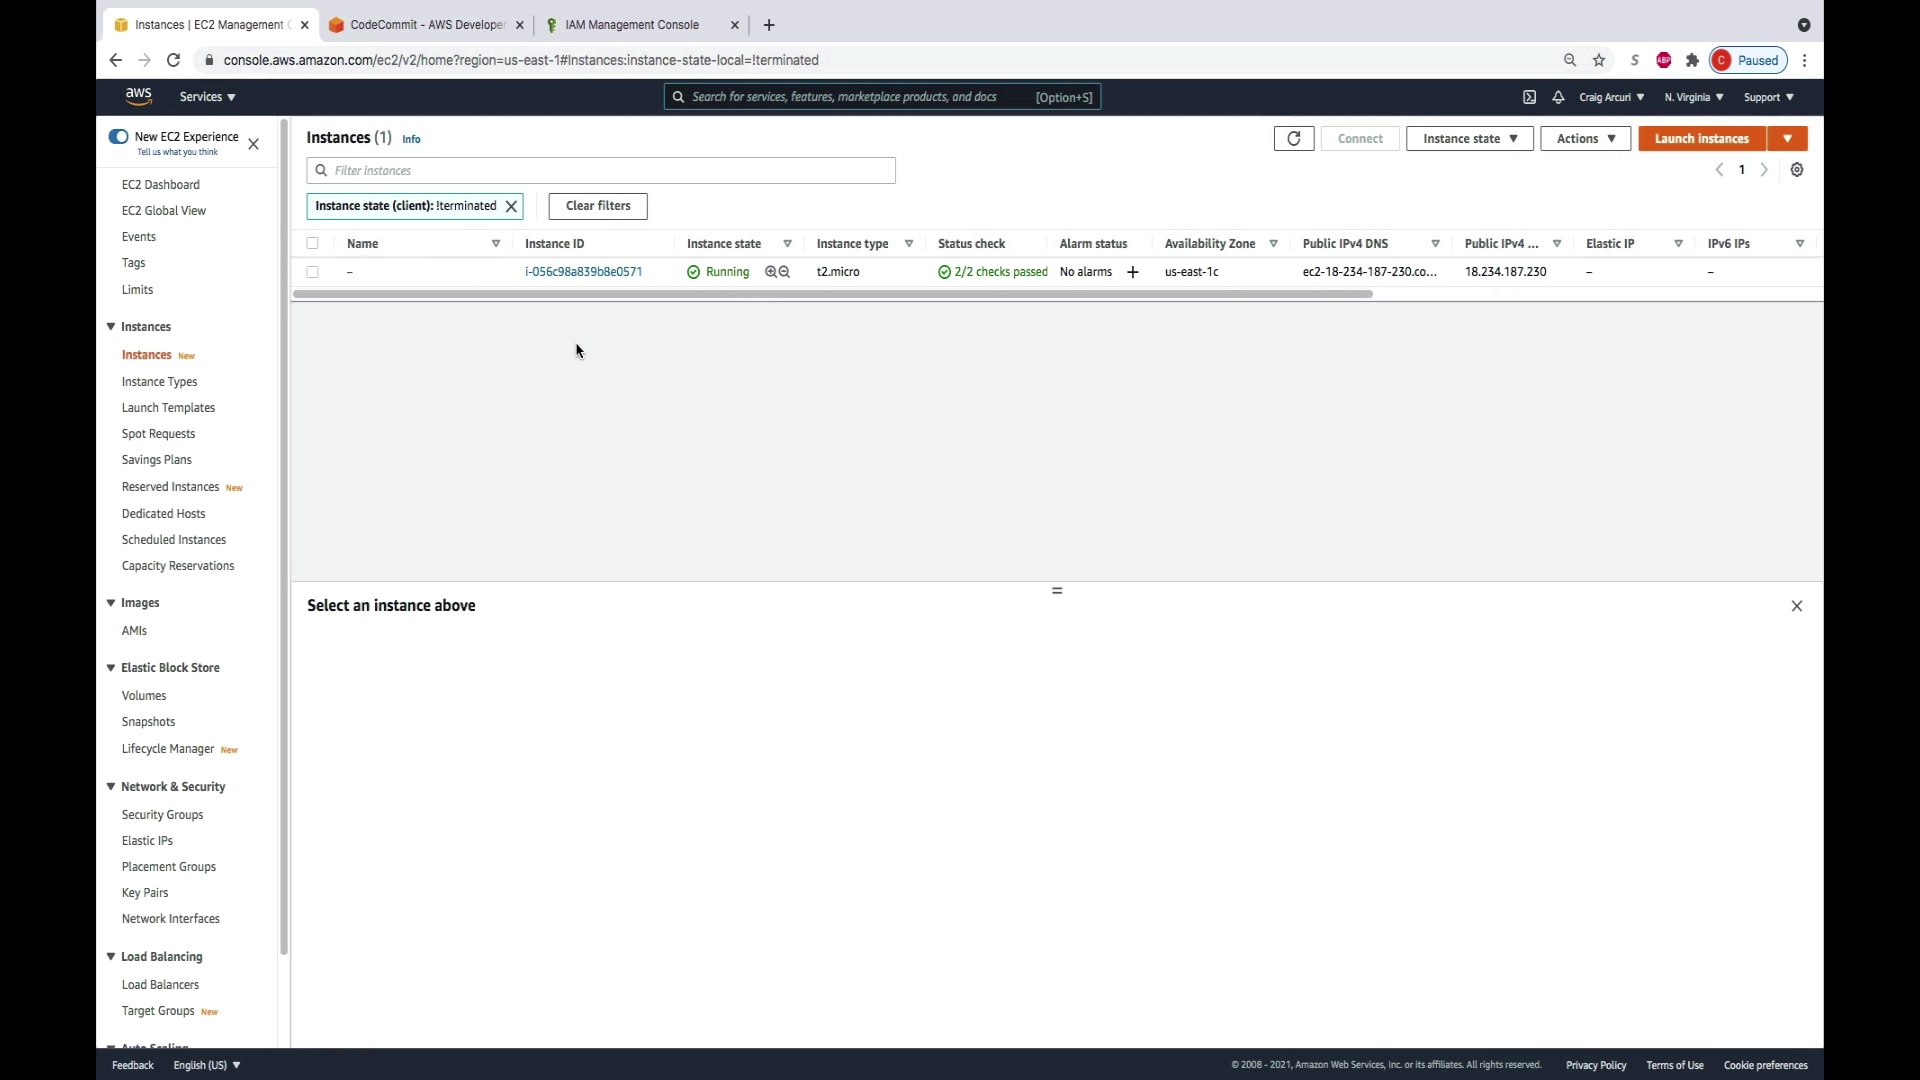 Instances | EC2 Management C
CodeCommit - AWS Developer
IAM Management Console
console.aws.amazon.com/ec2/v2/home?region=us-east-1#Instances:instance-state-local=!terminated
S
ABP
C Paused
aws
Services
Search for services, features, marketplace products, and docs [Option+S]
Craig Arcuri
N. Virginia
Support
New EC2 Experience
Tell us what you think
EC2 Dashboard
EC2 Global View
Events
Tags
Limits
Instances
Instances New
Instance Types
Launch Templates
Spot Requests
Savings Plans
Reserved Instances New
Dedicated Hosts
Scheduled Instances
Capacity Reservations
Images
AMIs
Elastic Block Store
Volumes
Snapshots
Lifecycle Manager New
Network & Security
Security Groups
Elastic IPs
Placement Groups
Key Pairs
Network Interfaces
Load Balancing
Load Balancers
Target Groups New
Auto Scaling
Instances (1) Info
Connect
Instance state
Actions
Launch instances
Filter instances
1
Instance state (client): !terminated
Clear filters
Name Instance ID Instance state Instance type Status check Alarm status Availability Zone Public IPv4 DNS Public IPv4 ... Elastic IP IPv6 IPs
– i-056c98a839b8e0571 Running t2.micro 2/2 checks passed No alarms + us-east-1c ec2-18-234-187-230.co... 18.234.187.230 – –
Select an instance above
Feedback English (US)
© 2008 - 2021, Amazon Web Services, Inc. or its affiliates. All rights reserved. Privacy Policy Terms of Use Cookie preferences